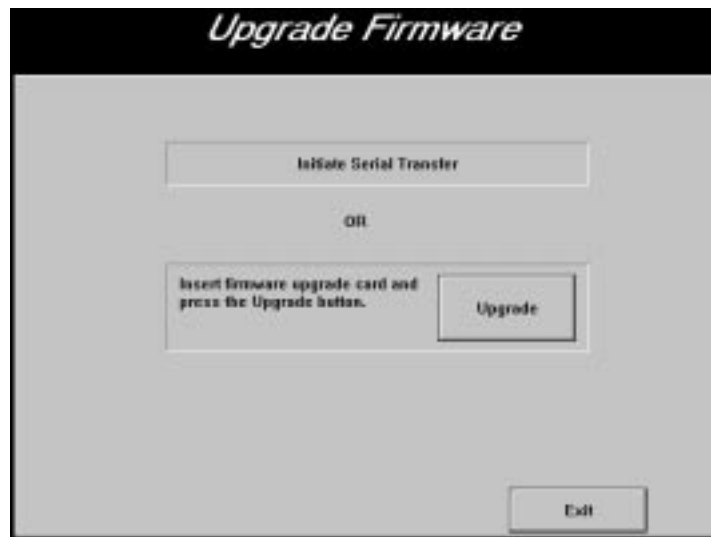 Upgrade Firmware
Initiate Serial Transfer
OR
Insert firmware upgrade card and
press the Upgrade button.
Upgrade
Exit